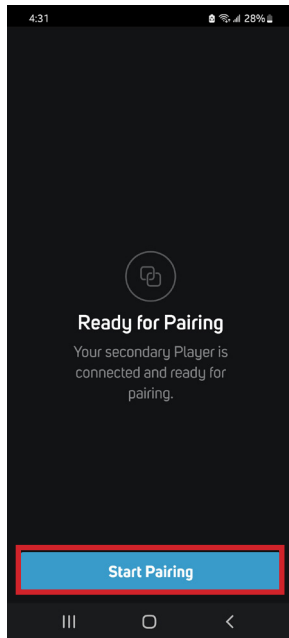 4:31 28%
Ready for Pairing
Your secondary Player is
connected and ready for
pairing.
Start Pairing